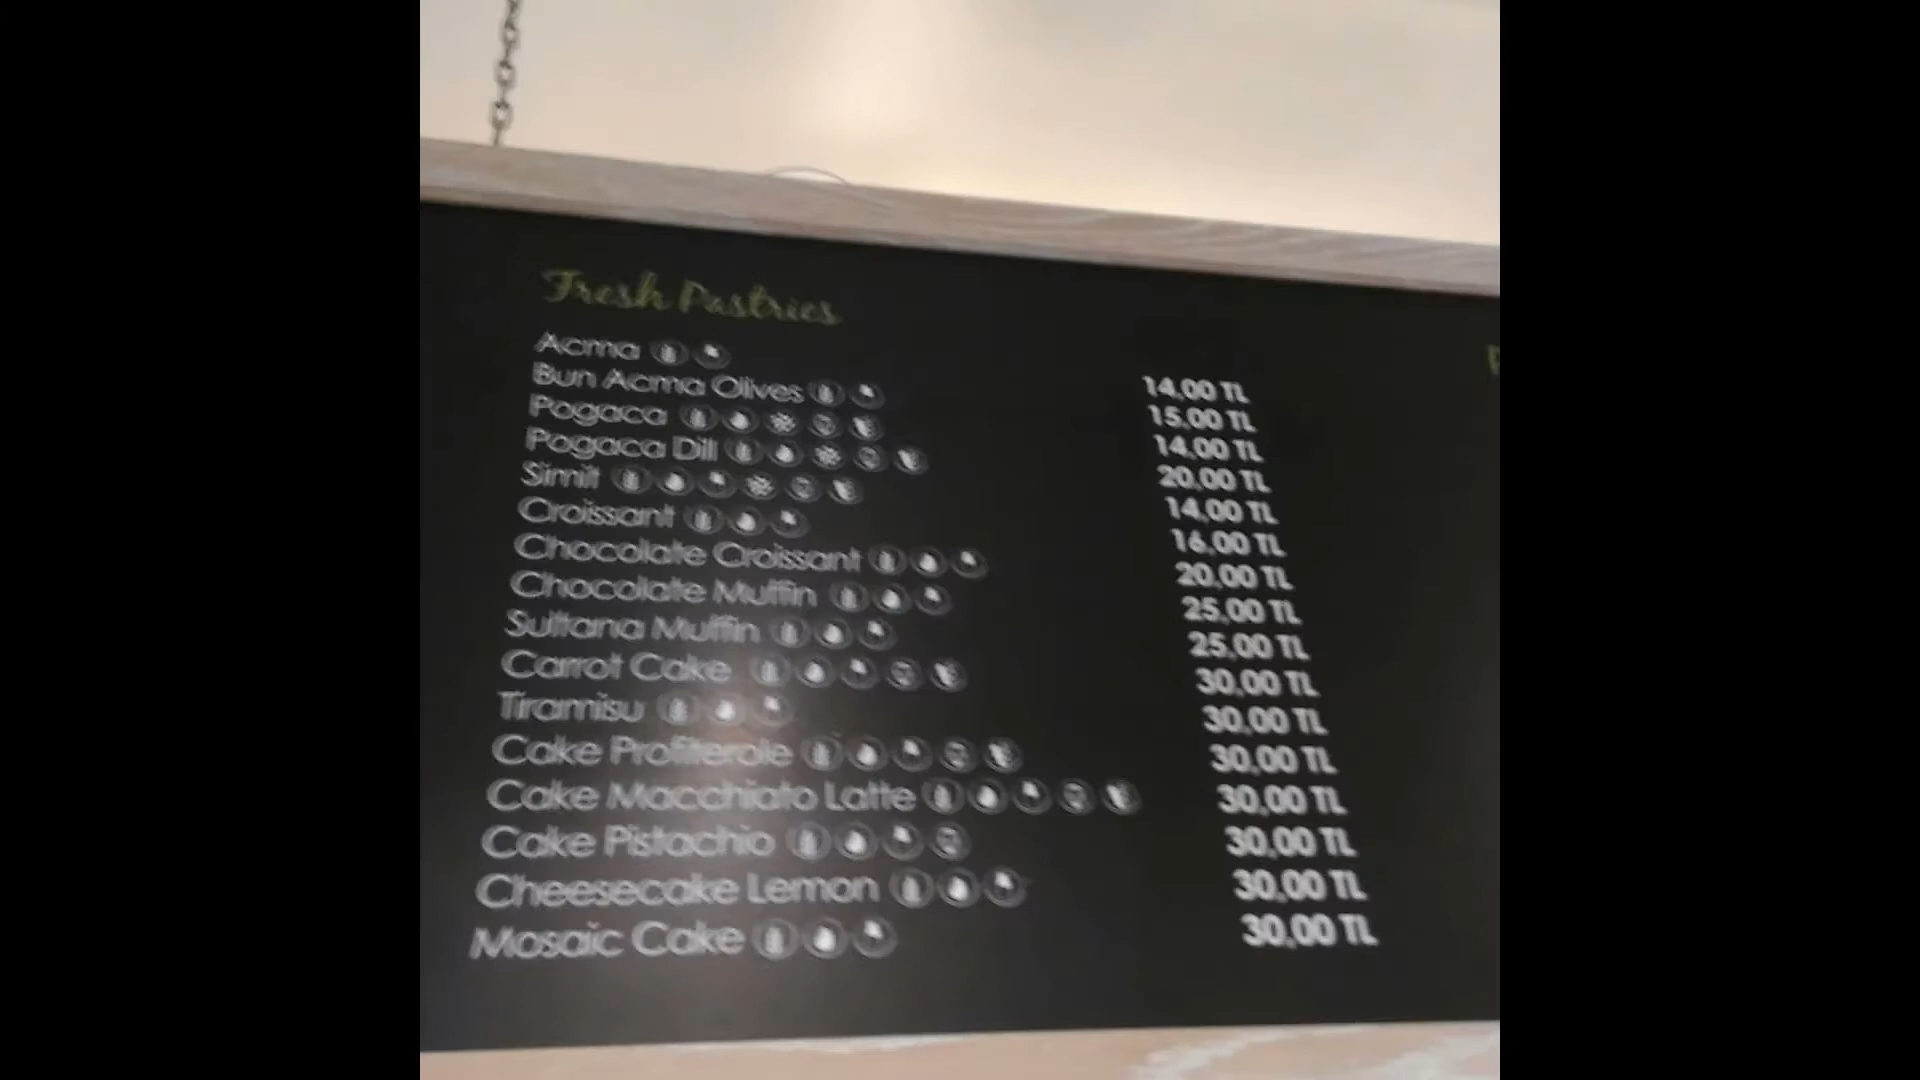 Fresh Pastries
Acma 14,00 TL
Bun Acma Olives 15,00 TL
Pogaca 14,00 TL
Pogaca Dill 20,00 TL
Simit 14,00 TL
Croissant 16,00 TL
Chocolate Croissant 20,00 TL
Chocolate Muffin 25,00 TL
Sultana Muffin 25,00 TL
Carrot Cake 30,00 TL
Tiramisu 30,00 TL
Cake Profiterole 30,00 TL
Cake Macchiato Latte 30,00 TL
Cake Pistachio 30,00 TL
Cheesecake Lemon 30,00 TL
Mosaic Cake 30,00 TL